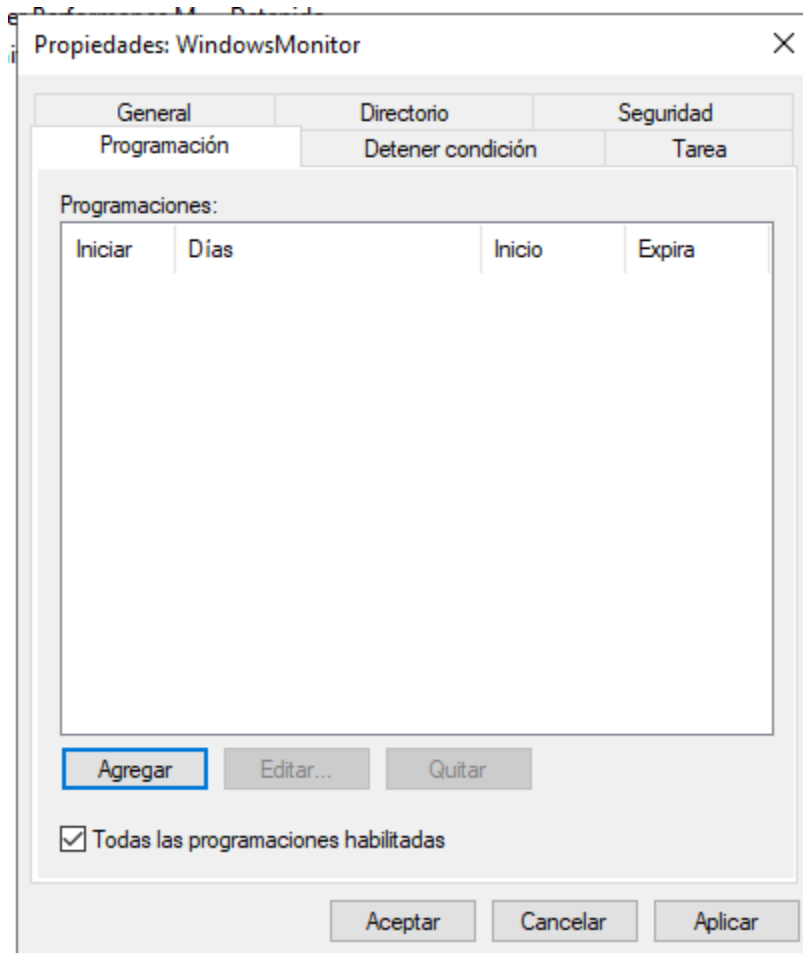 Propiedades: WindowsMonitor
General Directorio Seguridad
Programación Detener condición Tarea
Programaciones:
Iniciar Días Inicio Expira
Agregar Editar... Quitar
Todas las programaciones habilitadas
Aceptar Cancelar Aplicar